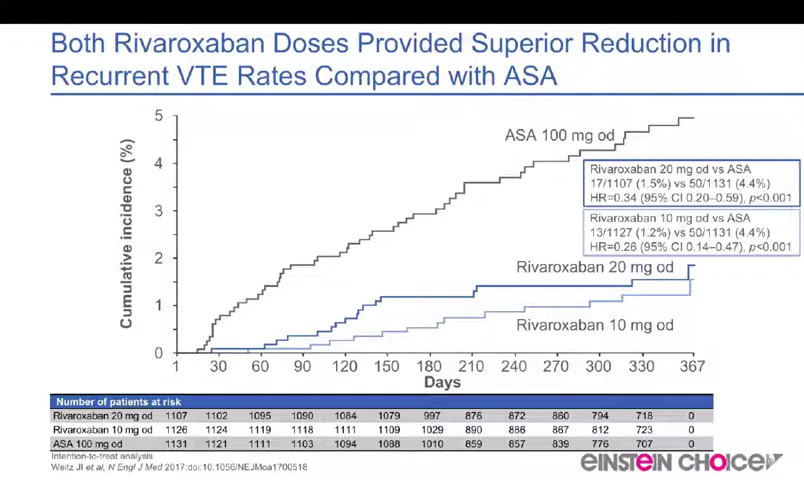 Both Rivaroxaban Doses Provided Superior Reduction in
Recurrent VTE Rates Compared with ASA
Cumulative incidence (%)
5
4
3
2
1
0
ASA 100 mg od
Rivaroxaban 20 mg od vs ASA
17/1107 (1.5%) vs 50/1131 (4.4%)
HR=0.34 (95% CI 0.20–0.59), p<0.001
Rivaroxaban 10 mg od vs ASA
13/1127 (1.2%) vs 50/1131 (4.4%)
HR=0.26 (95% CI 0.14–0.47), p<0.001
Rivaroxaban 20 mg od
Rivaroxaban 10 mg od
1 30 60 90 120 150 180 210 240 270 300 330 367
Days
Number of patients at risk
Rivaroxaban 20 mg od 1107 1102 1095 1090 1084 1079 997 876 872 860 794 718 0
Rivaroxaban 10 mg od 1126 1124 1119 1118 1111 1109 1029 890 886 867 812 723 0
ASA 100 mg od 1131 1121 1111 1103 1094 1088 1010 859 857 839 776 707 0
Intention-to-treat analysis
Weitz JI et al, N Engl J Med 2017:doi:10.1056/NEJMoa1700518
EINSTEIN CHOICE